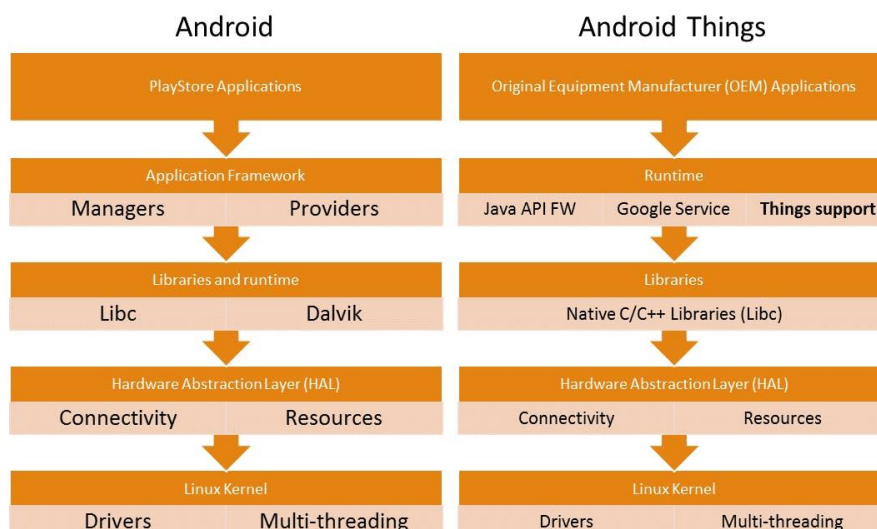 Android
PlayStore Applications
Application Framework
Managers Providers
Libraries and runtime
Libc Dalvik
Hardware Abstraction Layer (HAL)
Connectivity Resources
Linux Kernel
Drivers Multi-threading
Android Things
Original Equipment Manufacturer (OEM) Applications
Runtime
Java API FW Google Service Things support
Libraries
Native C/C++ Libraries (Libc)
Hardware Abstraction Layer (HAL)
Connectivity Resources
Linux Kernel
Drivers Multi-threading